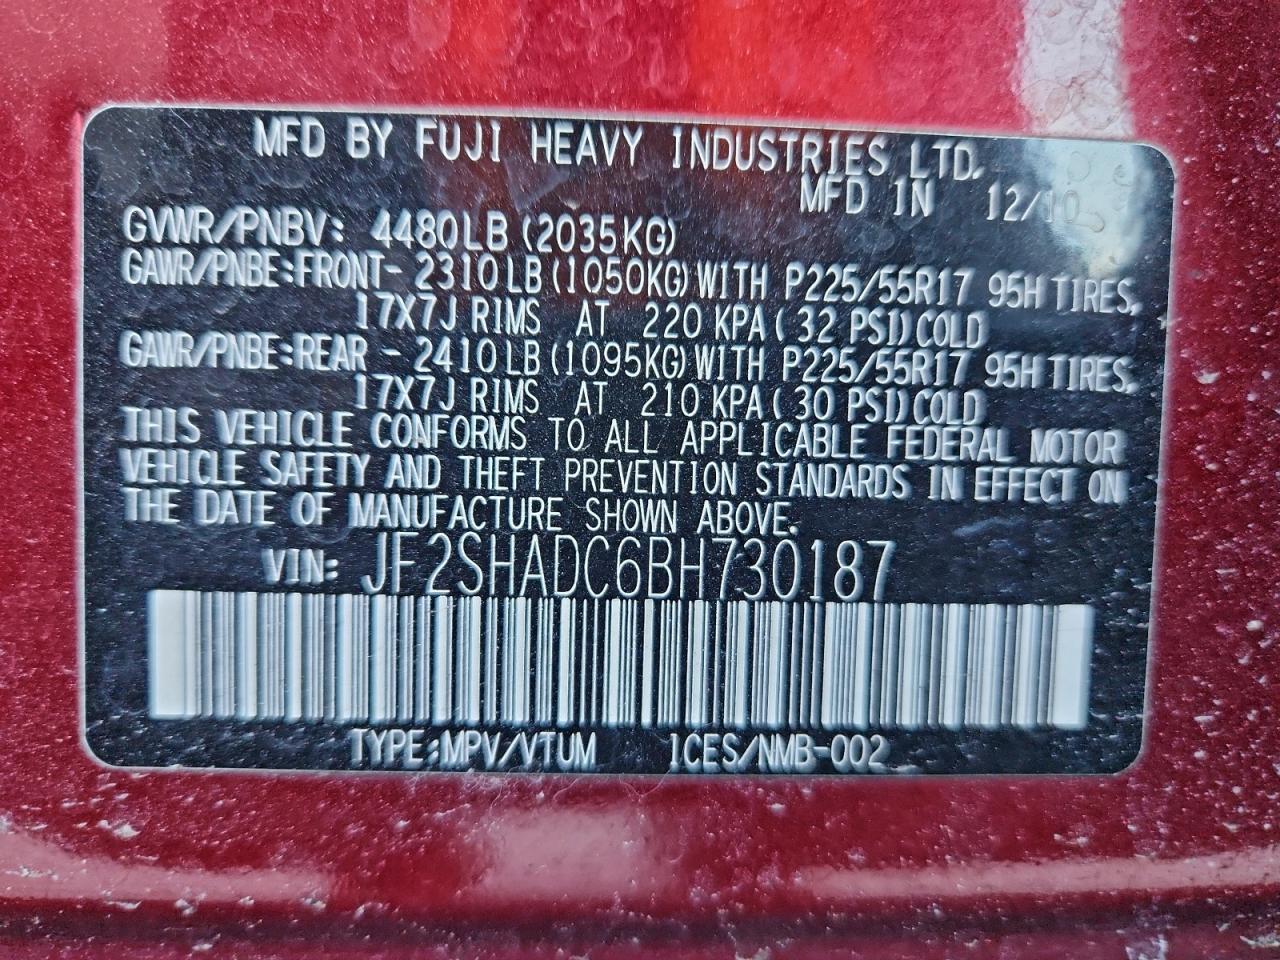 MFD BY FUJI HEAVY INDUSTRIES LTD.
MFD IN 12/10
GVWR/PNBV: 4480LB (2035KG)
GAWR/PNBE:FRONT- 2310LB (1050KG) WITH P225/55R17 95H TIRES,
17X7J RIMS AT 220 KPA ( 32 PSI) COLD
GAWR/PNBE:REAR - 2410LB (1095KG) WITH P225/55R17 95H TIRES,
17X7J RIMS AT 210 KPA ( 30 PSI) COLD
THIS VEHICLE CONFORMS TO ALL APPLICABLE FEDERAL MOTOR
VEHICLE SAFETY AND THEFT PREVENTION STANDARDS IN EFFECT ON
THE DATE OF MANUFACTURE SHOWN ABOVE.
VIN: JF2SHADC6BH730187
TYPE:MPV/VTUM ICES/NMB-002